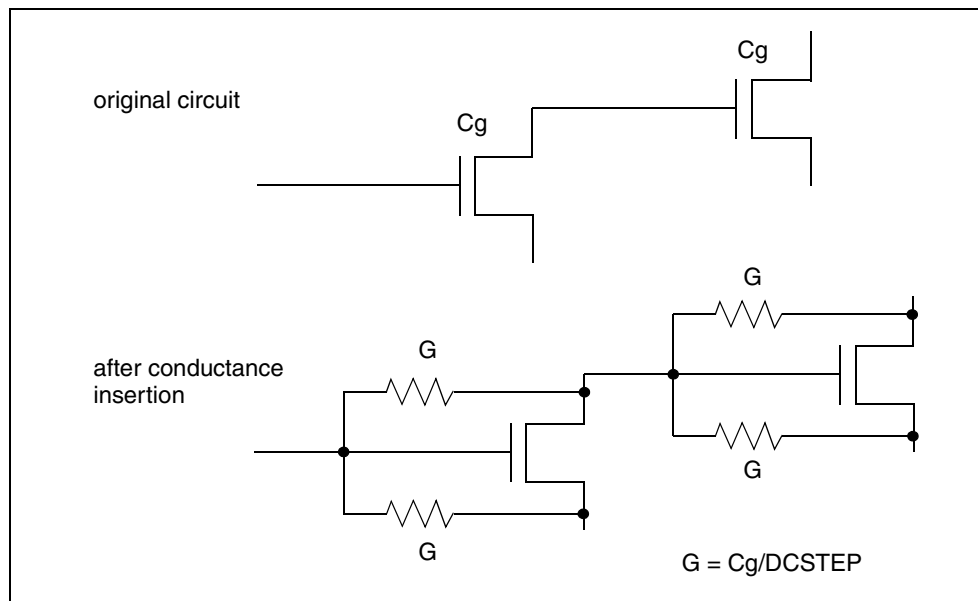 Cg
original circuit
Cg
G
G
after conductance
insertion
G
G
G = Cg/DCSTEP